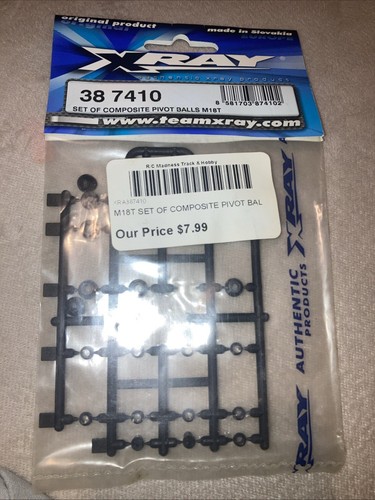 original product
made in Slovakia
XRAY
authentic xray product
38 7410
SET OF COMPOSITE PIVOT BALLS M18T
8 581703 874102
www.teamxray.com
R/C Madness Track & Hobby
XRA387410
M18T SET OF COMPOSITE PIVOT BAL
Our Price $7.99
XRAY
AUTHENTIC
PRODUCTS
XRAY